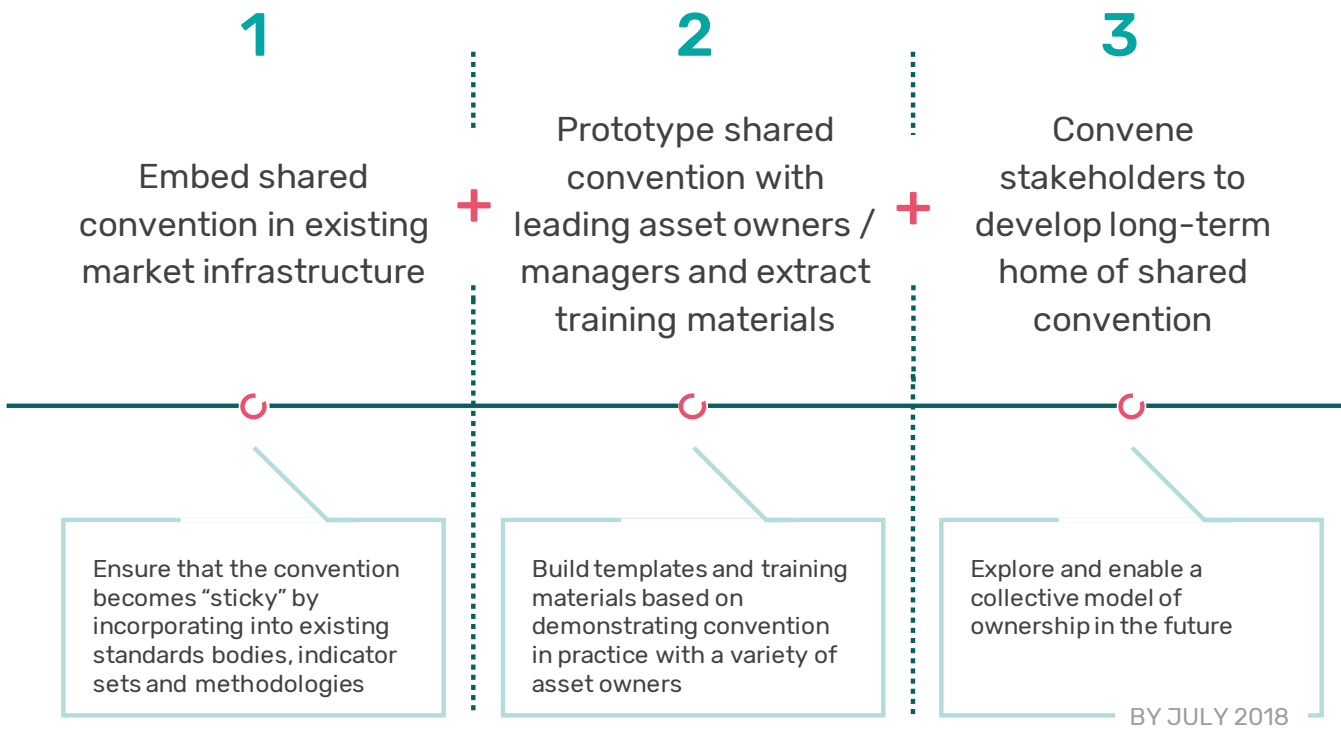 1
Embed shared
convention in existing
market infrastructure
+
2
Prototype shared
convention with
leading asset owners /
managers and extract
training materials
+
3
Convene
stakeholders to
develop long-term
home of shared
convention
Ensure that the convention
becomes “sticky” by
incorporating into existing
standards bodies, indicator
sets and methodologies
Build templates and training
materials based on
demonstrating convention
in practice with a variety of
asset owners
Explore and enable a
collective model of
ownership in the future
BY JULY 2018